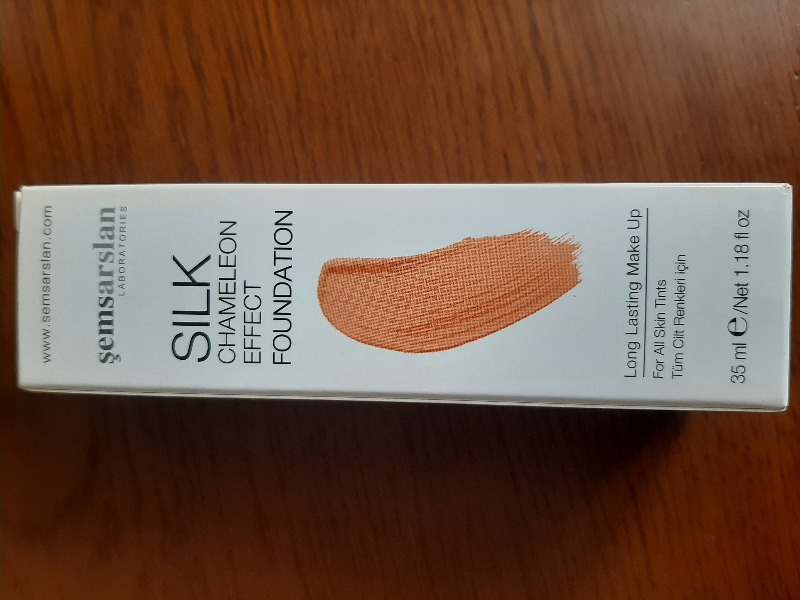 www.semsarslan.com
şemsarslan
LABORATORIES
SILK
CHAMELEON
EFFECT
FOUNDATION
Long Lasting Make Up
For All Skin Tints
Tüm Cilt Renkleri için
35 ml e/Net 1.18 fl oz